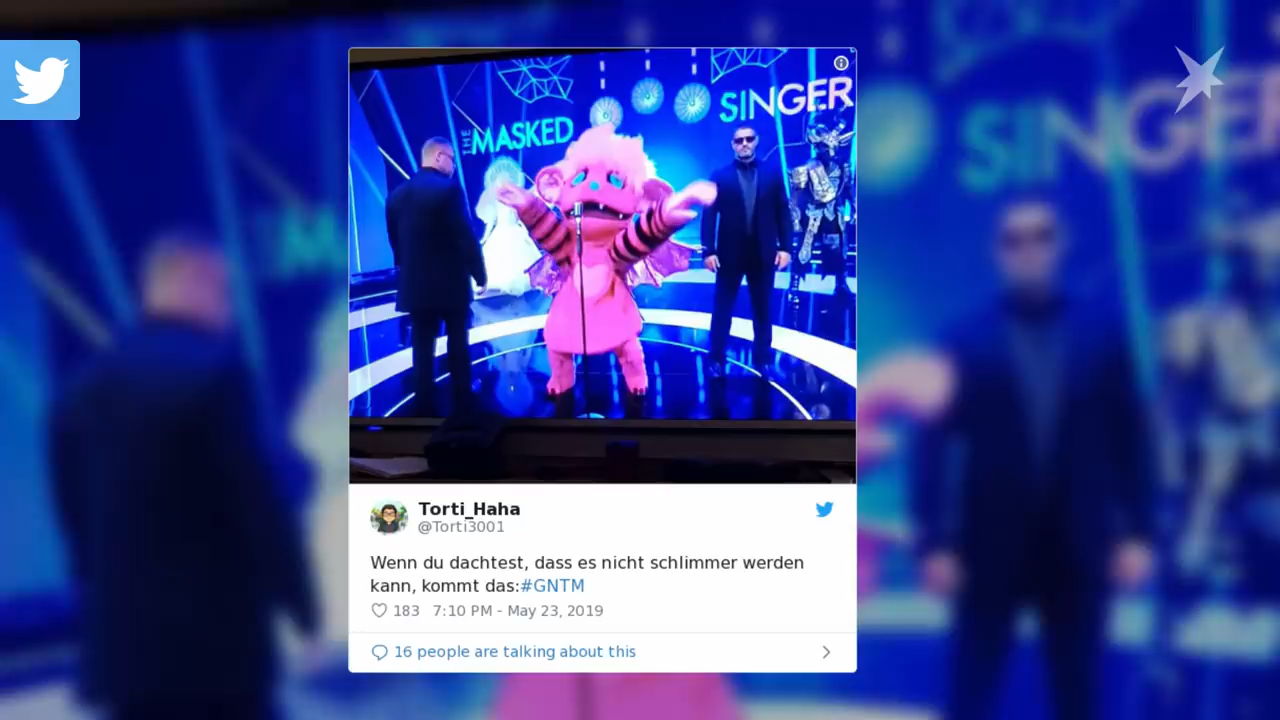 THE MASKED
SINGER
Torti_Haha
@Torti3001
Wenn du dachtest, dass es nicht schlimmer werden
kann, kommt das:#GNTM
183 7:10 PM - May 23, 2019
16 people are talking about this